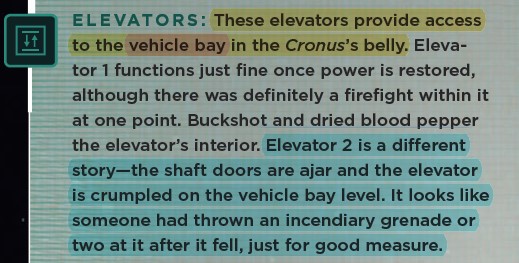 ELEVATORS: These elevators provide access
to the vehicle bay in the Cronus's belly. Eleva-
tor 1 functions just fine once power is restored,
although there was definitely a firefight within it
at one point. Buckshot and dried blood pepper
the elevator's interior. Elevator 2 is a different
story—the shaft doors are ajar and the elevator
is crumpled on the vehicle bay level. It looks like
someone had thrown an incendiary grenade or
two at it after it fell, just for good measure.